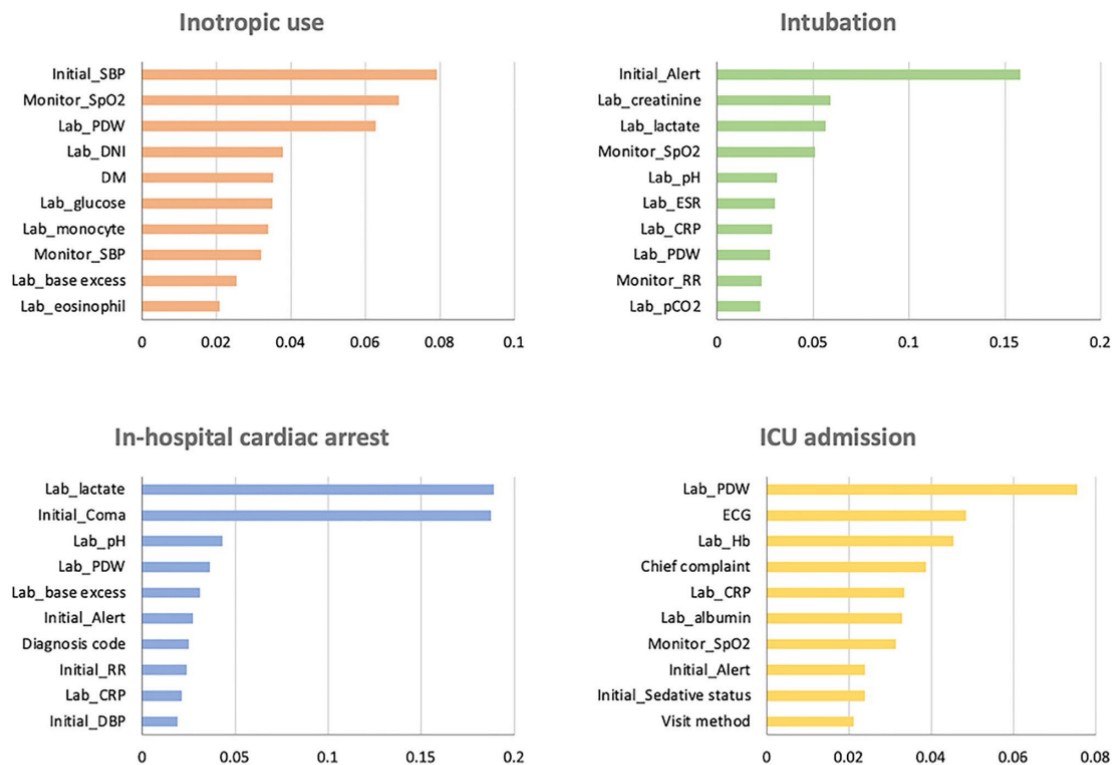 Inotropic use
Initial_SBP
Monitor_SpO2
Lab_PDW
Lab_DNI
DM
Lab_glucose
Lab_monocyte
Monitor_SBP
Lab_base excess
Lab_eosinophil
0 0.02 0.04 0.06 0.08 0.1
Intubation
Initial_Alert
Lab_creatinine
Lab_lactate
Monitor_SpO2
Lab_pH
Lab_ESR
Lab_CRP
Lab_PDW
Monitor_RR
Lab_pCO2
0 0.05 0.1 0.15 0.2
In-hospital cardiac arrest
Lab_lactate
Initial_Coma
Lab_pH
Lab_PDW
Lab_base excess
Initial_Alert
Diagnosis code
Initial_RR
Lab_CRP
Initial_DBP
0 0.05 0.1 0.15 0.2
ICU admission
Lab_PDW
ECG
Lab_Hb
Chief complaint
Lab_CRP
Lab_albumin
Monitor_SpO2
Initial_Alert
Initial_Sedative status
Visit method
0 0.02 0.04 0.06 0.08